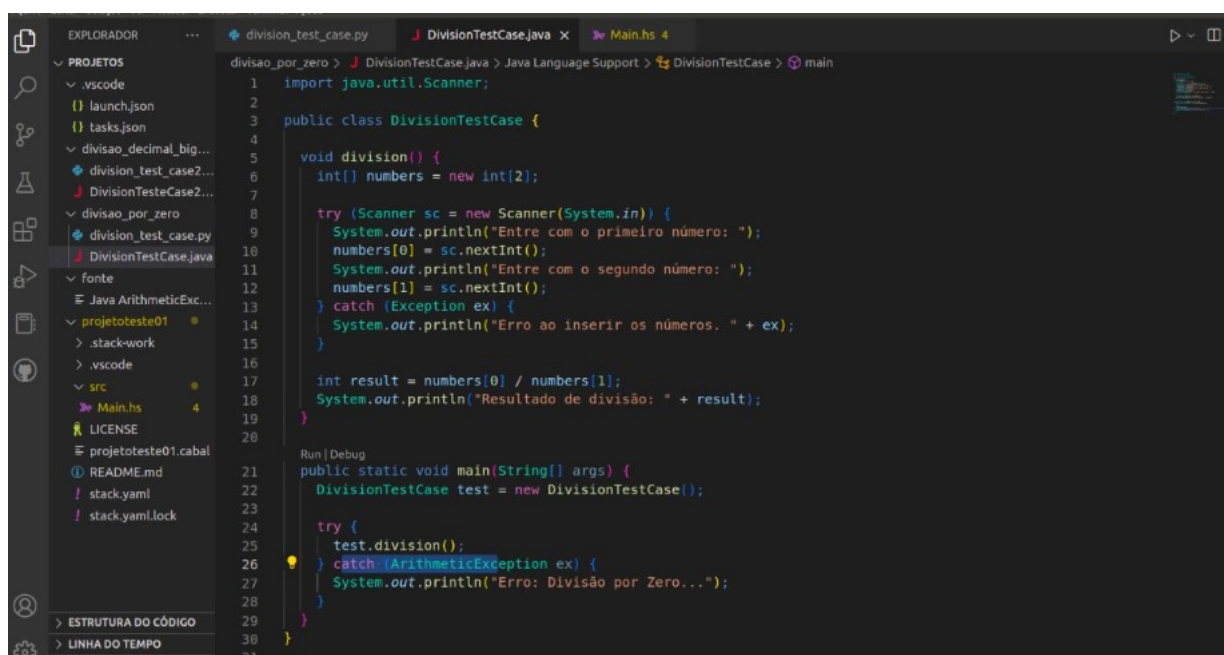 EXPLORADOR ...
PROJETOS
.vscode
{} launch.json
{} tasks.json
divisao_decimal_big...
division_test_case2...
J DivisionTesteCase2...
divisao_por_zero
division_test_case.py
J DivisionTestCase.java
fonte
Java ArithmeticExc...
projetoteste01
> .stack-work
> .vscode
src
Main.hs 4
LICENSE
projetoteste01.cabal
README.md
! stack.yaml
! stack.yaml.lock
> ESTRUTURA DO CÓDIGO
> LINHA DO TEMPO
division_test_case.py J DivisionTestCase.java × Main.hs 4
divisao_por_zero > J DivisionTestCase.java > Java Language Support > DivisionTestCase > main
1 import java.util.Scanner;
2
3 public class DivisionTestCase {
4
5 void division() {
6 int[] numbers = new int[2];
7
8 try (Scanner sc = new Scanner(System.in)) {
9 System.out.println("Entre com o primeiro número: ");
10 numbers[0] = sc.nextInt();
11 System.out.println("Entre com o segundo número: ");
12 numbers[1] = sc.nextInt();
13 } catch (Exception ex) {
14 System.out.println("Erro ao inserir os números. " + ex);
15 }
16
17 int result = numbers[0] / numbers[1];
18 System.out.println("Resultado de divisão: " + result);
19 }
20
Run | Debug
21 public static void main(String[] args) {
22 DivisionTestCase test = new DivisionTestCase();
23
24 try {
25 test.division();
26 } catch (ArithmeticException ex) {
27 System.out.println("Erro: Divisão por Zero...");
28 }
29 }
30 }